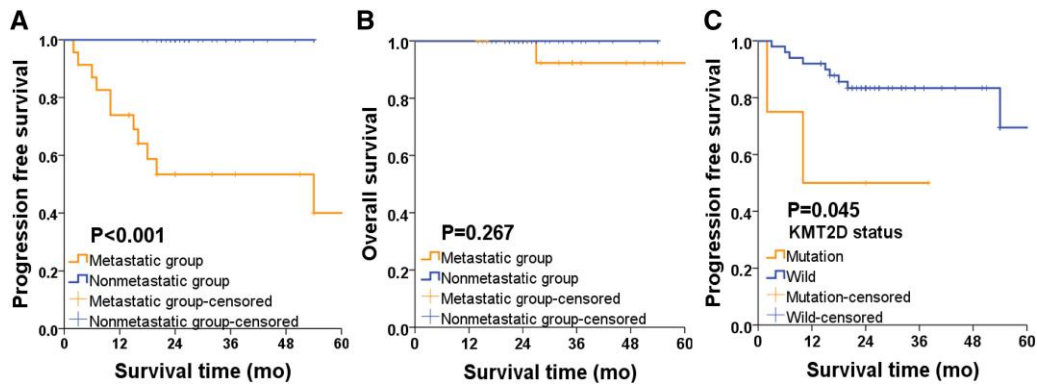 A
Progression free survival
1.0
0.8
0.6
0.4
0.2
0.0
P<0.001
Metastatic group
Nonmetastatic group
Metastatic group-censored
Nonmetastatic group-censored
0 12 24 36 48 60
Survival time (mo)
B
Overall survival
1.0
0.8
0.6
0.4
0.2
0.0
P=0.267
Metastatic group
Nonmetastatic group
Metastatic group-censored
Nonmetastatic group-censored
0 12 24 36 48 60
Survival time (mo)
C
Progression free survival
1.0
0.8
0.6
0.4
0.2
0.0
P=0.045
KMT2D status
Mutation
Wild
Mutation-censored
Wild-censored
0 12 24 36 48 60
Survival time (mo)